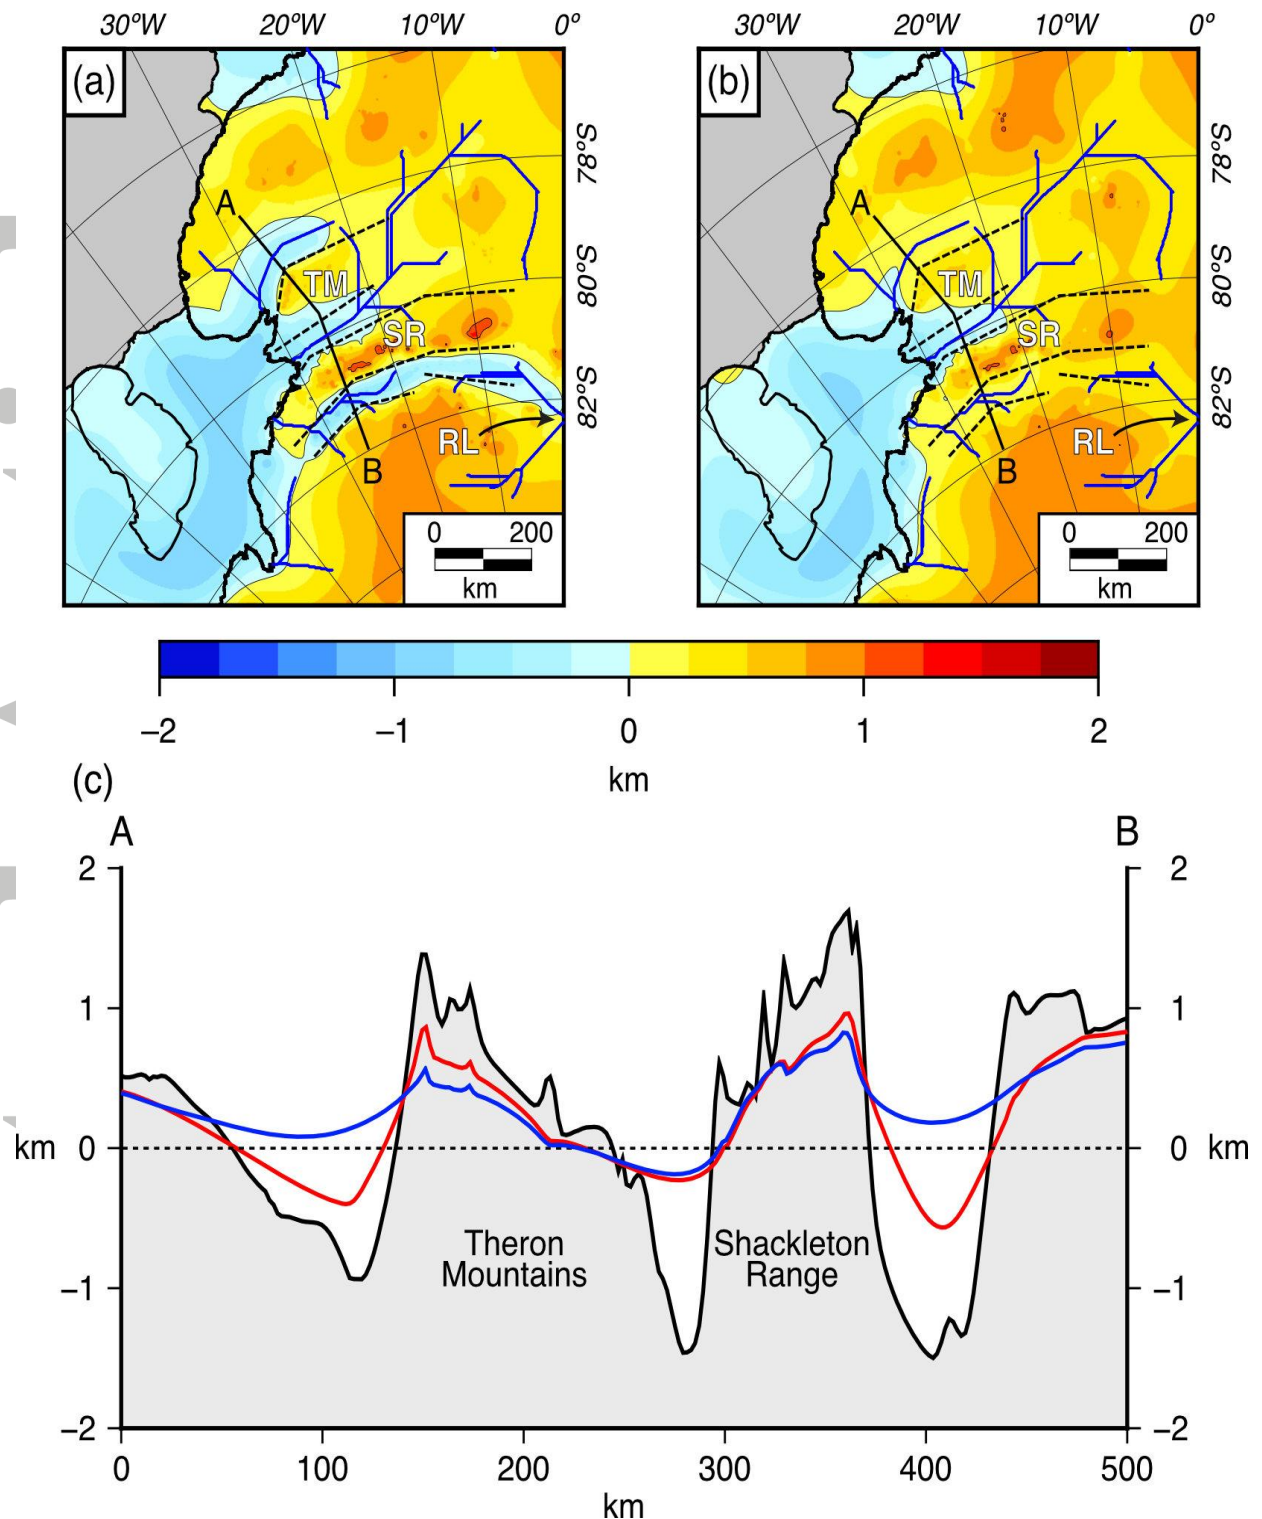 30°W 20°W 10°W 0° 30°W 20°W 10°W 0°
(a) (b)
78°S 78°S
A A
TM TM
80°S 80°S
SR SR
82°S 82°S
RL RL
B B
0 200 0 200
km km
−2 −1 0 1 2
km
(c)
A B
2 2
1 1
km 0 0 km
Theron Shackleton
Mountains Range
−1 −1
−2 −2
0 100 200 300 400 500
km